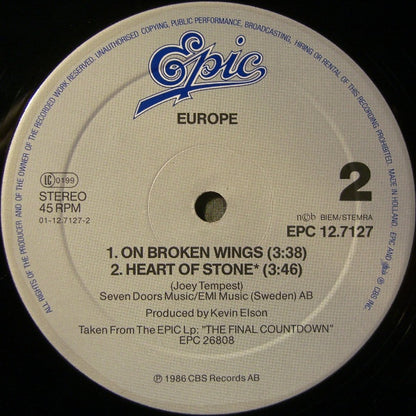 ALL RIGHTS OF THE PRODUCER AND OF THE OWNER OF THE RECORDED WORK RESERVED. UNAUTHORISED COPYING, PUBLIC PERFORMANCE, BROADCASTING, HIRING OR RENTAL OF THIS RECORDING PROHIBITED. MADE IN HOLLAND. EPIC AND ARE ® CBS INC
Epic
EUROPE
IC 0199
STEREO
45 RPM
01-12.7127-2
2
n©b BIEM/STEMRA
EPC 12.7127
1. ON BROKEN WINGS (3:38)
2. HEART OF STONE* (3:46)
(Joey Tempest)
Seven Doors Music/EMI Music (Sweden) AB
Produced by Kevin Elson
Taken From The EPIC Lp: "THE FINAL COUNTDOWN"
EPC 26808
℗ 1986 CBS Records AB